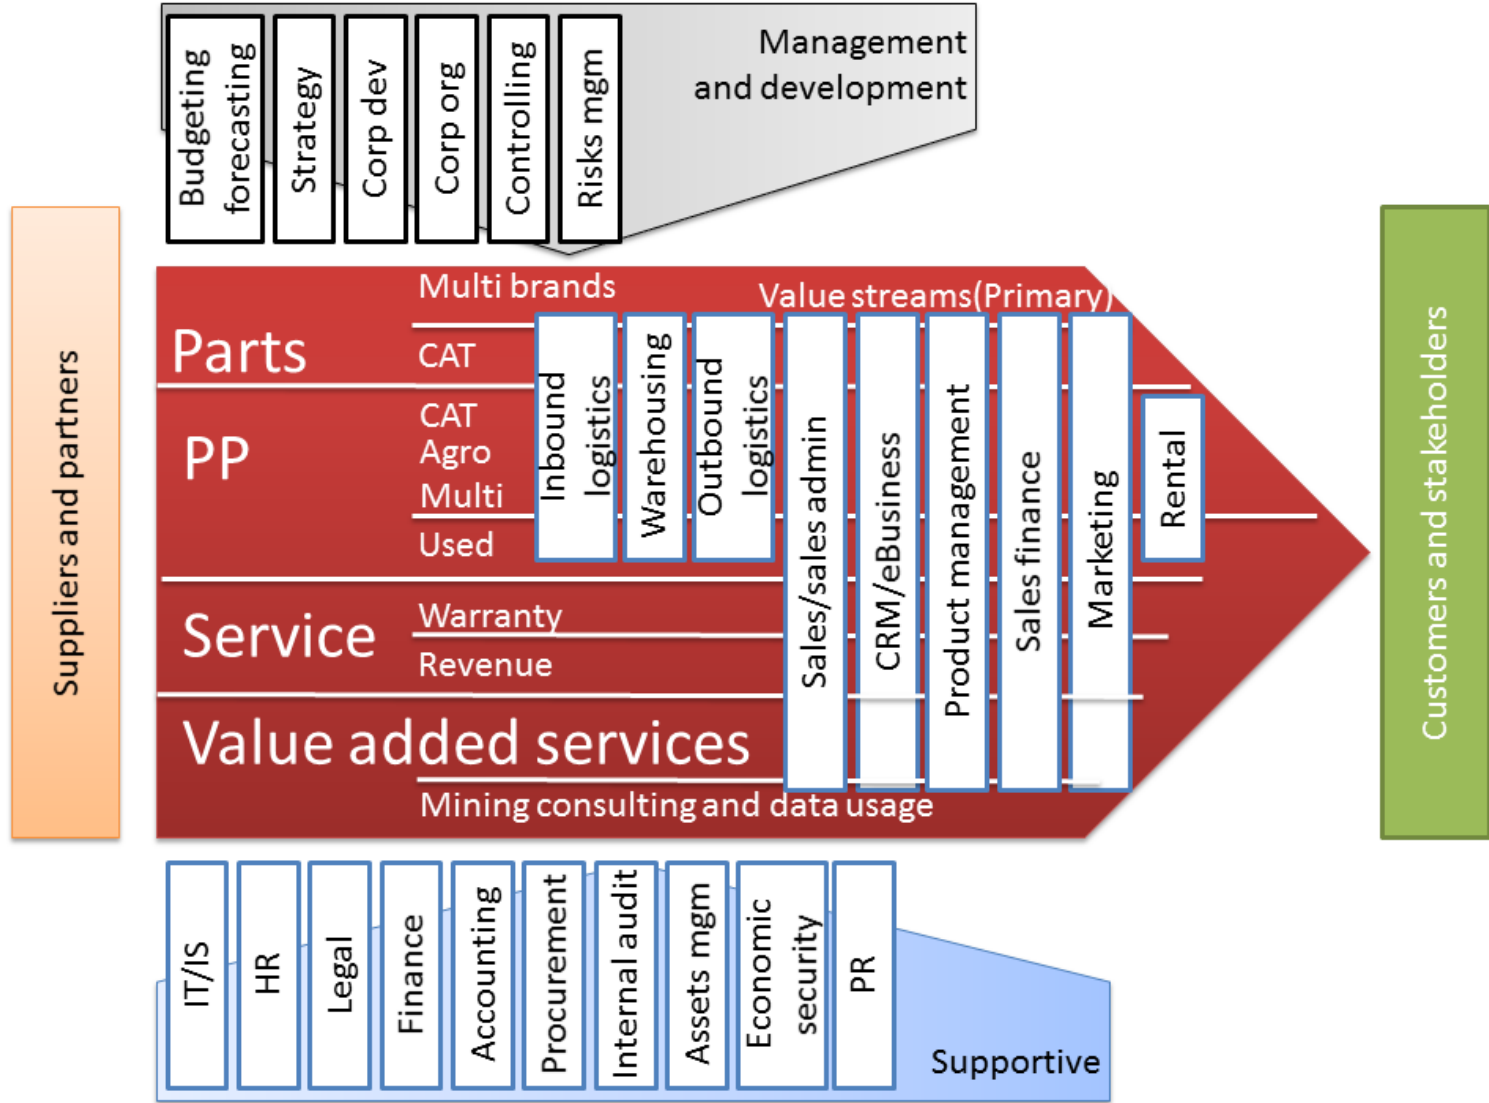 Management
and development
Budgeting
forecasting
Strategy
Corp dev
Corp org
Controlling
Risks mgm
Suppliers and partners
Customers and stakeholders
Value streams(Primary)
Parts
Multi brands
CAT
PP
CAT
Agro
Multi
Used
Service
Warranty
Revenue
Value added services
Mining consulting and data usage
Inbound
logistics
Warehousing
Outbound
logistics
Sales/sales admin
CRM/eBusiness
Product management
Sales finance
Marketing
Rental
IT/IS
HR
Legal
Finance
Accounting
Procurement
Internal audit
Assets mgm
Economic
security
PR
Supportive